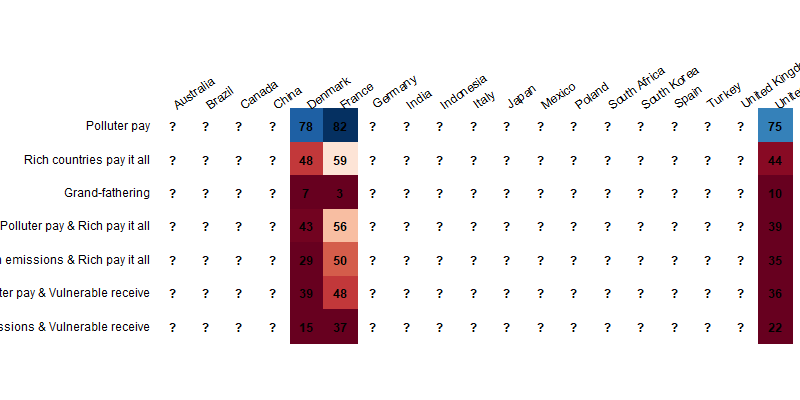 Australia Brazil Canada China Denmark France Germany India Indonesia Italy Japan Mexico Poland South Africa South Korea Spain Turkey United Kingdo Unite
Polluter pay ? ? ? ? 78 82 ? ? ? ? ? ? ? ? ? ? ? ? 75
Rich countries pay it all ? ? ? ? 48 59 ? ? ? ? ? ? ? ? ? ? ? ? 44
Grand-fathering ? ? ? ? 7 3 ? ? ? ? ? ? ? ? ? ? ? ? 10
Polluter pay & Rich pay it all ? ? ? ? 43 56 ? ? ? ? ? ? ? ? ? ? ? ? 39
emissions & Rich pay it all ? ? ? ? 29 50 ? ? ? ? ? ? ? ? ? ? ? ? 35
ter pay & Vulnerable receive ? ? ? ? 39 48 ? ? ? ? ? ? ? ? ? ? ? ? 36
ssions & Vulnerable receive ? ? ? ? 15 37 ? ? ? ? ? ? ? ? ? ? ? ? 22